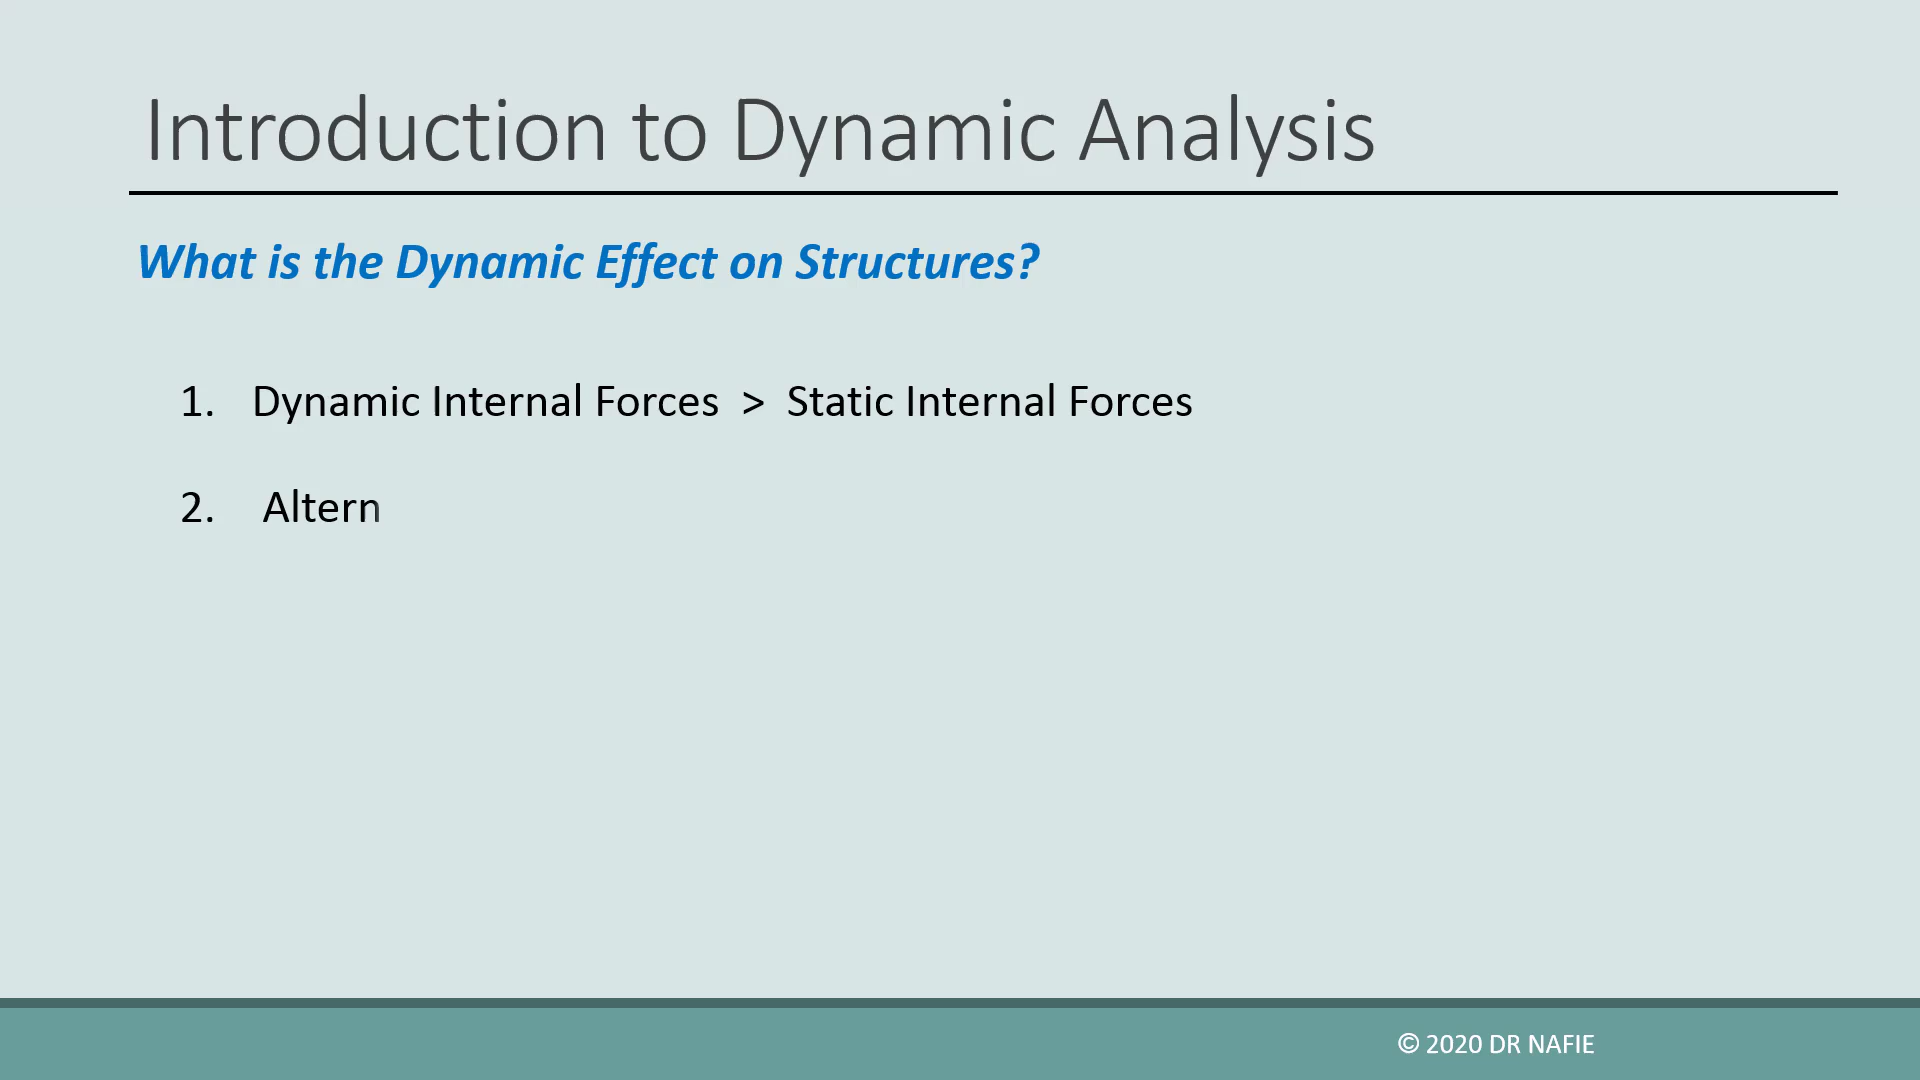 Introduction to Dynamic Analysis
What is the Dynamic Effect on Structures?
1. Dynamic Internal Forces > Static Internal Forces
2. Altern
© 2020 DR NAFIE